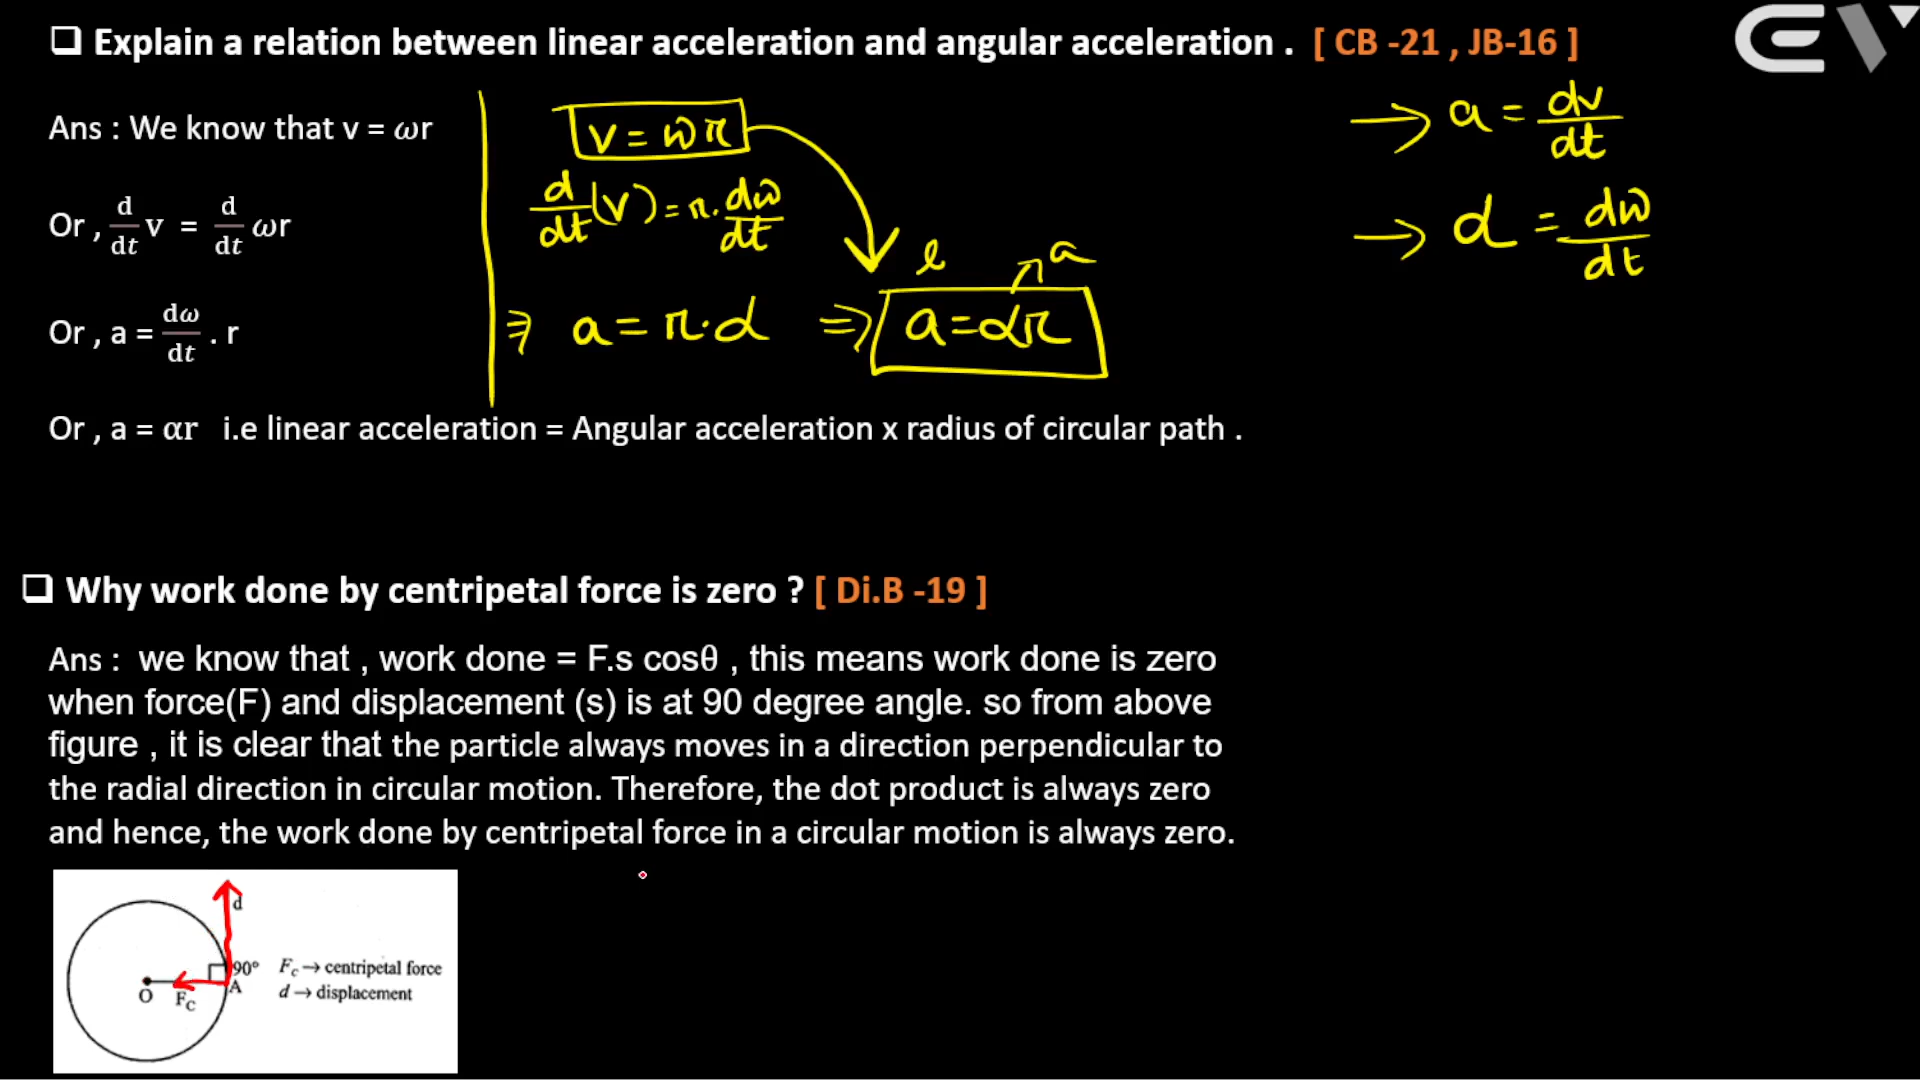 ❑ Explain a relation between linear acceleration and angular acceleration . [ CB -21 , JB-16 ]
EV
Ans : We know that v = ωr
Or , d/dt v = d/dt ωr
Or , a = dω/dt . r
Or , a = αr i.e linear acceleration = Angular acceleration x radius of circular path .
v = ωr
d/dt (v) = r . dω/dt
⇒ a = r . α ⇒ a = αr
l a
→ a = dv/dt
→ α = dω/dt
❑ Why work done by centripetal force is zero ? [ Di.B -19 ]
Ans : we know that , work done = F.s cosθ , this means work done is zero
when force(F) and displacement (s) is at 90 degree angle. so from above
figure , it is clear that the particle always moves in a direction perpendicular to
the radial direction in circular motion. Therefore, the dot product is always zero
and hence, the work done by centripetal force in a circular motion is always zero.
d
90° Fc → centripetal force
O Fc A d → displacement